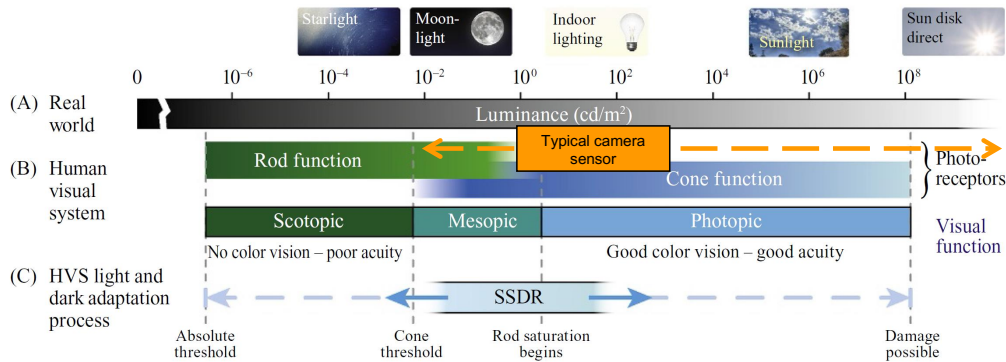 Starlight
Moon-
light
Indoor
lighting
Sunlight
Sun disk
direct
0
10⁻⁶
10⁻⁴
10⁻²
10⁰
10²
10⁴
10⁶
10⁸
(A) Real
world
Luminance (cd/m²)
Typical camera
sensor
(B) Human
visual
system
Rod function
Cone function
Photo-
receptors
Scotopic
Mesopic
Photopic
Visual
function
No color vision – poor acuity
Good color vision – good acuity
(C) HVS light and
dark adaptation
process
SSDR
Absolute
threshold
Cone
threshold
Rod saturation
begins
Damage
possible